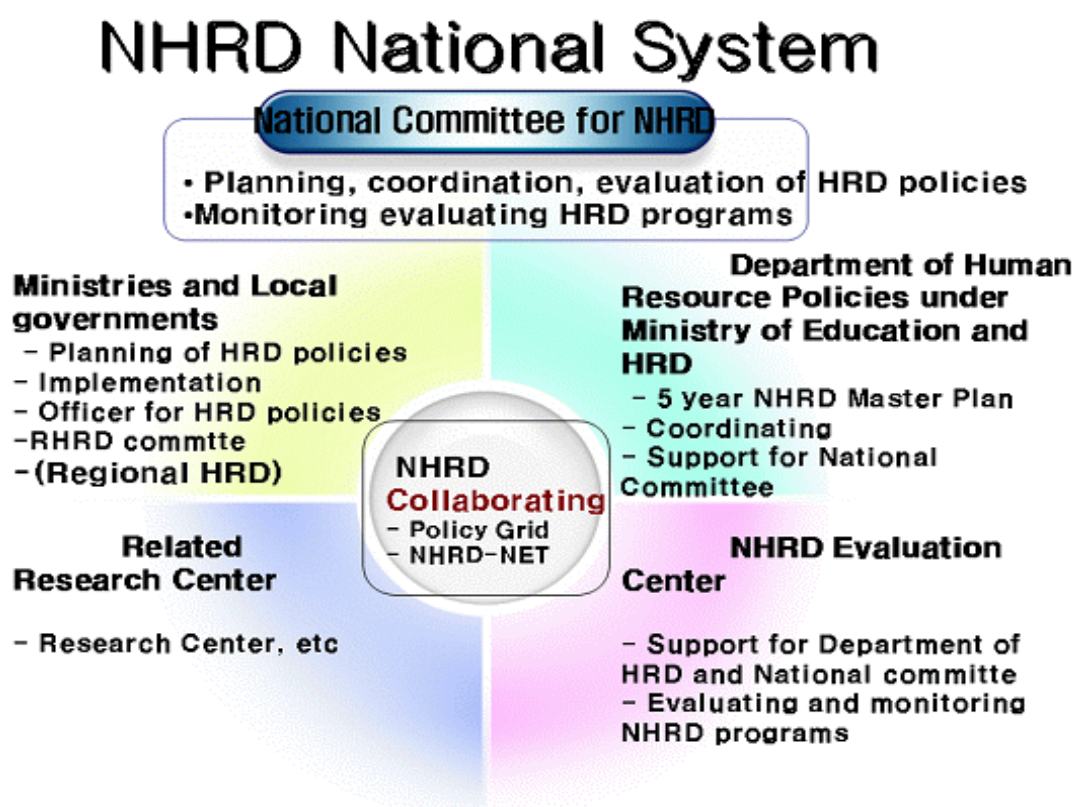 NHRD National System
National Committee for NHRD
• Planning, coordination, evaluation of HRD policies
•Monitoring evaluating HRD programs
Ministries and Local
governments
- Planning of HRD policies
- Implementation
- Officer for HRD policies
-RHRD commtte
-(Regional HRD)
Department of Human
Resource Policies under
Ministry of Education and
HRD
- 5 year NHRD Master Plan
- Coordinating
- Support for National
Committee
NHRD
Collaborating
- Policy Grid
- NHRD-NET
Related
Research Center
- Research Center, etc
NHRD Evaluation
Center
- Support for Department of
HRD and National committe
- Evaluating and monitoring
NHRD programs